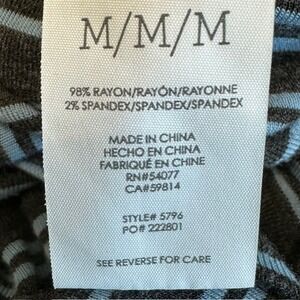 M/M/M
98% RAYON/RAYÓN/RAYONNE
2% SPANDEX/SPANDEX/SPANDEX
MADE IN CHINA
HECHO EN CHINA
FABRIQUÉ EN CHINE
RN#54077
CA#59814
STYLE# 5796
PO# 222801
SEE REVERSE FOR CARE